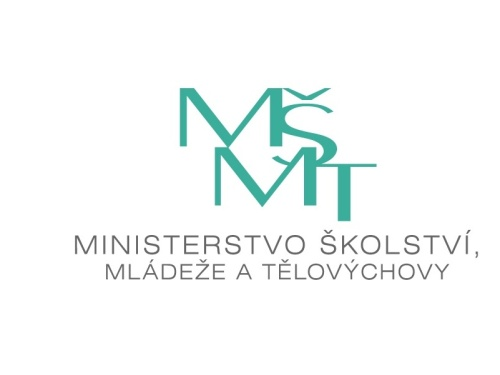 MŠ
MT
MINISTERSTVO ŠKOLSTVÍ,
MLÁDEŽE A TĚLOVÝCHOVY